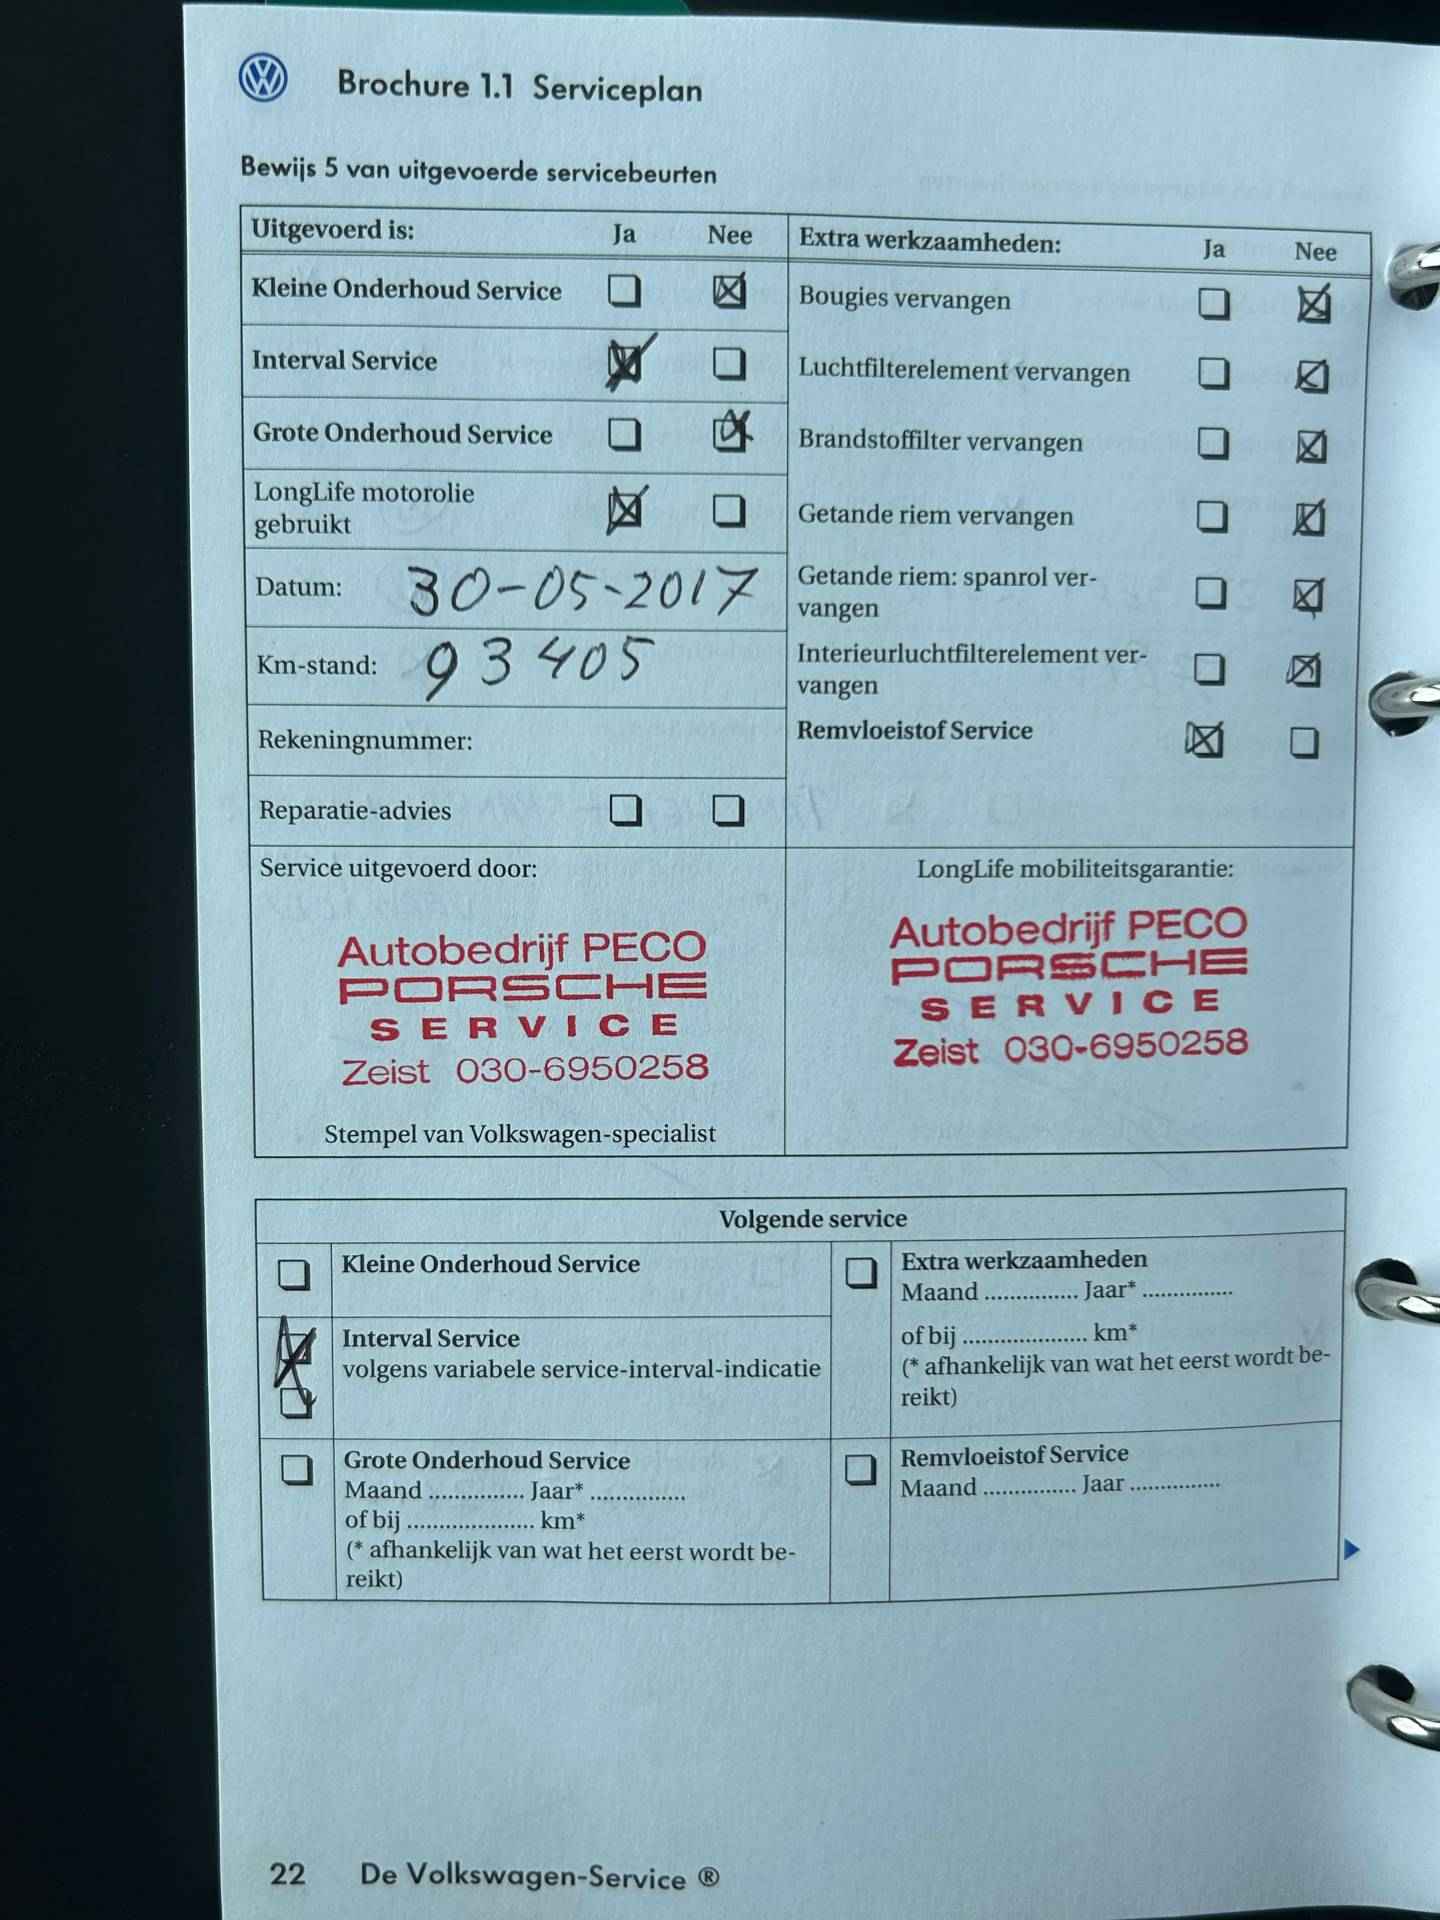 Brochure 1.1 Serviceplan
Bewijs 5 van uitgevoerde servicebeurten
Uitgevoerd is: Ja Nee
Kleine Onderhoud Service
Interval Service
Grote Onderhoud Service
LongLife motorolie
gebruikt
Datum: 30-05-2017
Km-stand: 93405
Rekeningnummer:
Reparatie-advies
Extra werkzaamheden: Ja Nee
Bougies vervangen
Luchtfilterelement vervangen
Brandstoffilter vervangen
Getande riem vervangen
Getande riem: spanrol ver-
vangen
Interieurluchtfilterelement ver-
vangen
Remvloeistof Service
Service uitgevoerd door:
Autobedrijf PECO
PORSCHE
SERVICE
Zeist 030-6950258
Stempel van Volkswagen-specialist
LongLife mobiliteitsgarantie:
Autobedrijf PECO
PORSCHE
SERVICE
Zeist 030-6950258
Volgende service
Kleine Onderhoud Service
Interval Service
volgens variabele service-interval-indicatie
Grote Onderhoud Service
Maand ............... Jaar* ...............
of bij .................... km*
(* afhankelijk van wat het eerst wordt be-
reikt)
Extra werkzaamheden
Maand ............... Jaar* ...............
of bij .................... km*
(* afhankelijk van wat het eerst wordt be-
reikt)
Remvloeistof Service
Maand ............... Jaar ...............
22 De Volkswagen-Service ®